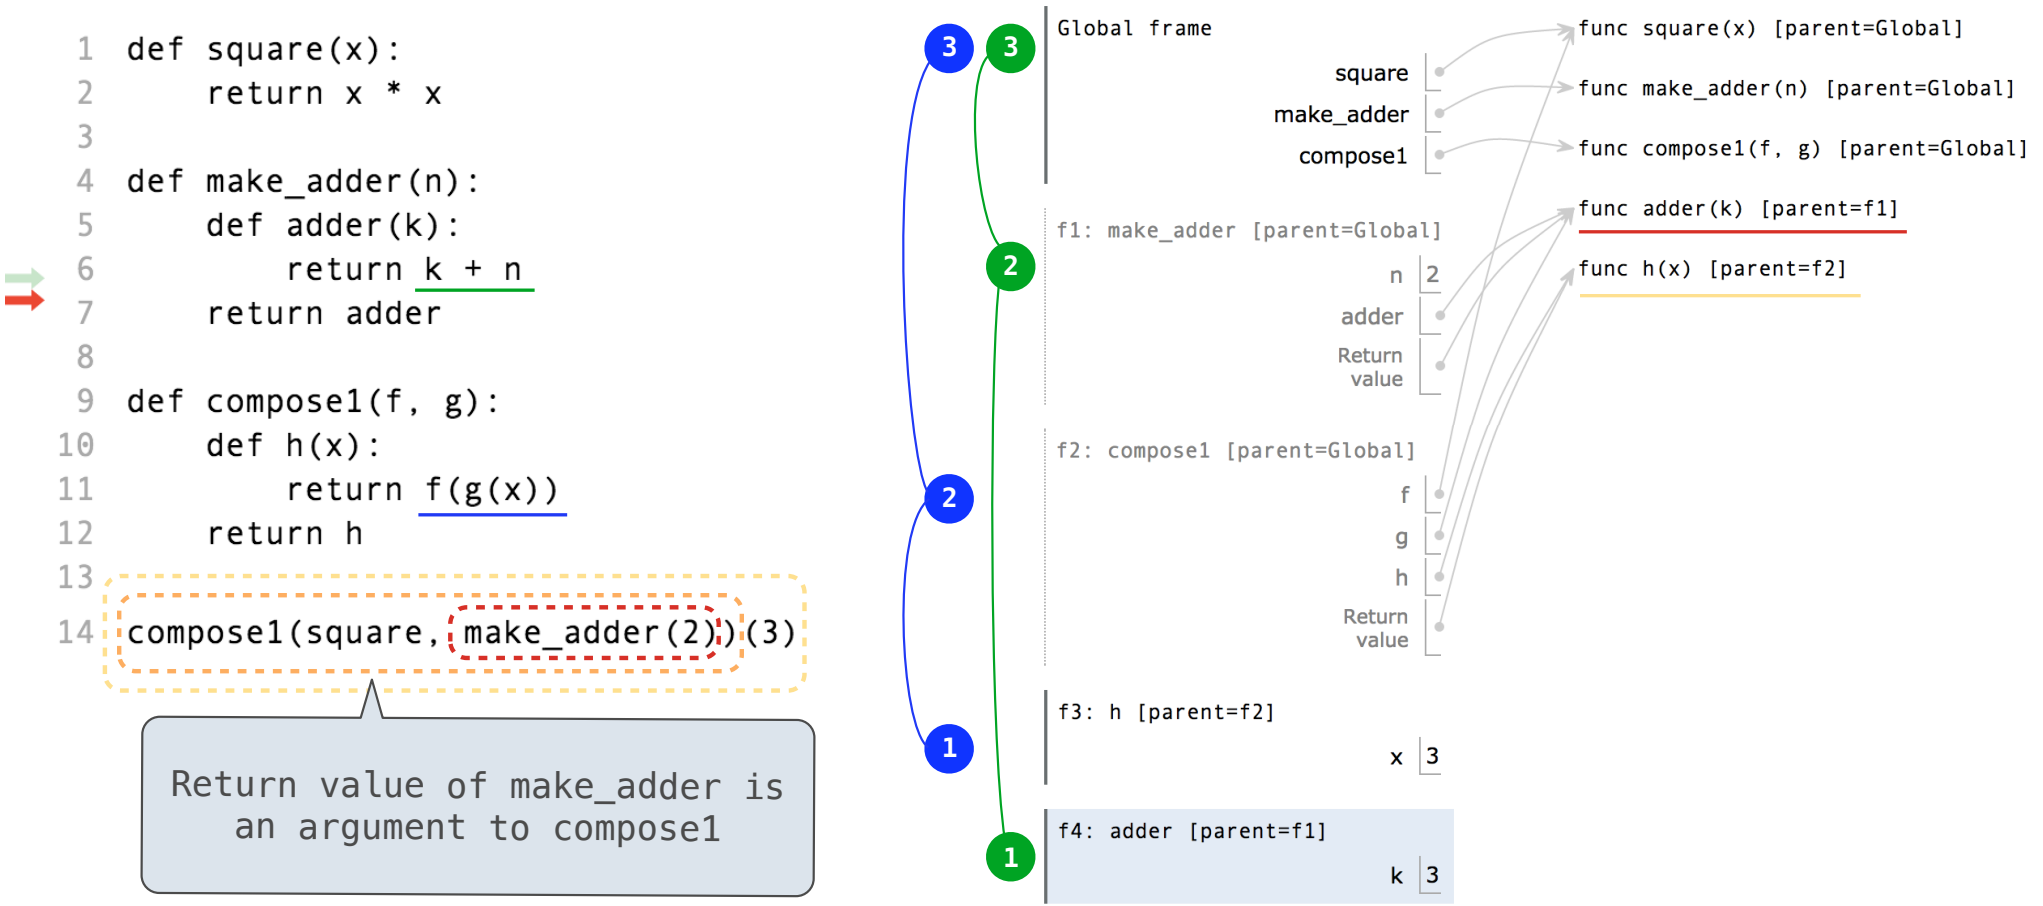 1 def square(x):
2 return x * x
3
4 def make_adder(n):
5 def adder(k):
6 return k + n
7 return adder
8
9 def compose1(f, g):
10 def h(x):
11 return f(g(x))
12 return h
13
14 compose1(square, make_adder(2))(3)
Return value of make_adder is
an argument to compose1
3 3
2
2
1
1
Global frame
square
make_adder
compose1
f1: make_adder [parent=Global]
n 2
adder
Return
value
f2: compose1 [parent=Global]
f
g
h
Return
value
f3: h [parent=f2]
x 3
f4: adder [parent=f1]
k 3
func square(x) [parent=Global]
func make_adder(n) [parent=Global]
func compose1(f, g) [parent=Global]
func adder(k) [parent=f1]
func h(x) [parent=f2]